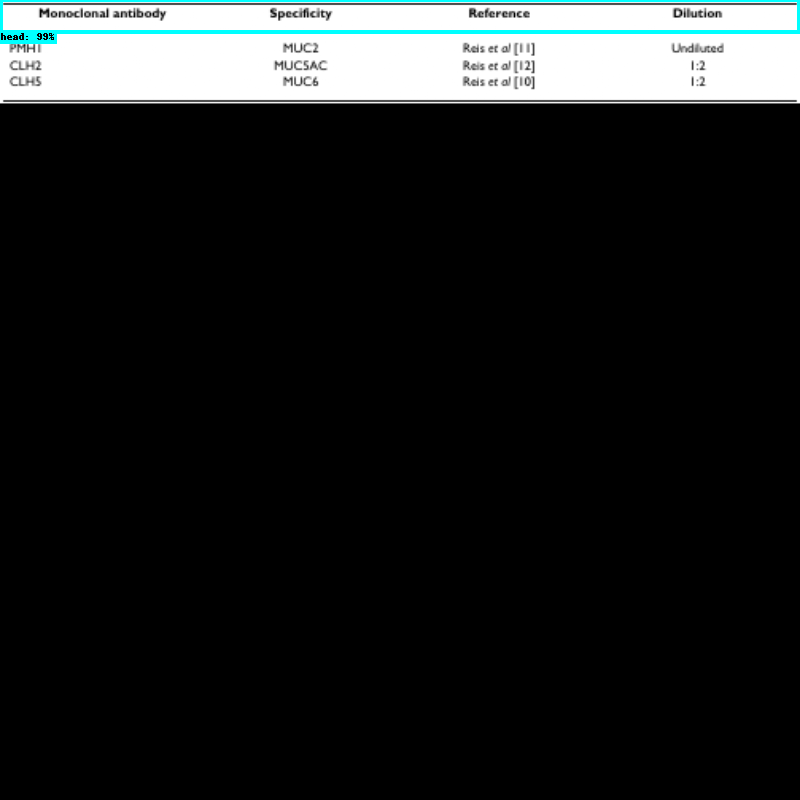 Monoclonal antibody Specificity Reference Dilution
head: 99%
PMH1 MUC2 Reis et al [11] Undiluted
CLH2 MUC5AC Reis et al [12] 1:2
CLH5 MUC6 Reis et al [10] 1:2